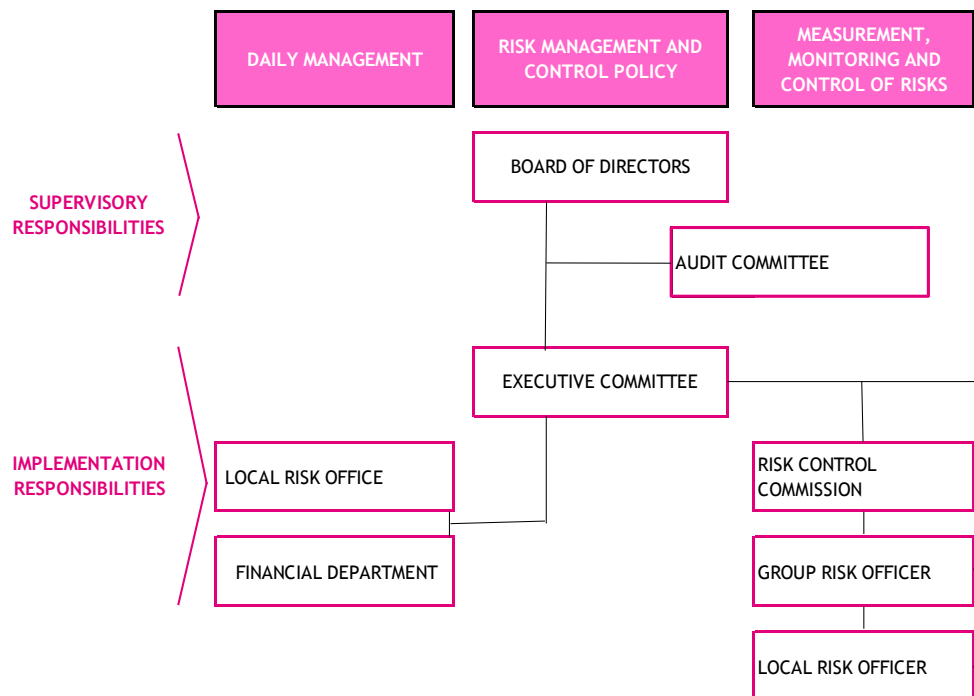 DAILY MANAGEMENT
RISK MANAGEMENT AND
CONTROL POLICY
MEASUREMENT,
MONITORING AND
CONTROL OF RISKS
SUPERVISORY
RESPONSIBILITIES
BOARD OF DIRECTORS
AUDIT COMMITTEE
EXECUTIVE COMMITTEE
IMPLEMENTATION
RESPONSIBILITIES
LOCAL RISK OFFICE
RISK CONTROL
COMMISSION
FINANCIAL DEPARTMENT
GROUP RISK OFFICER
LOCAL RISK OFFICER